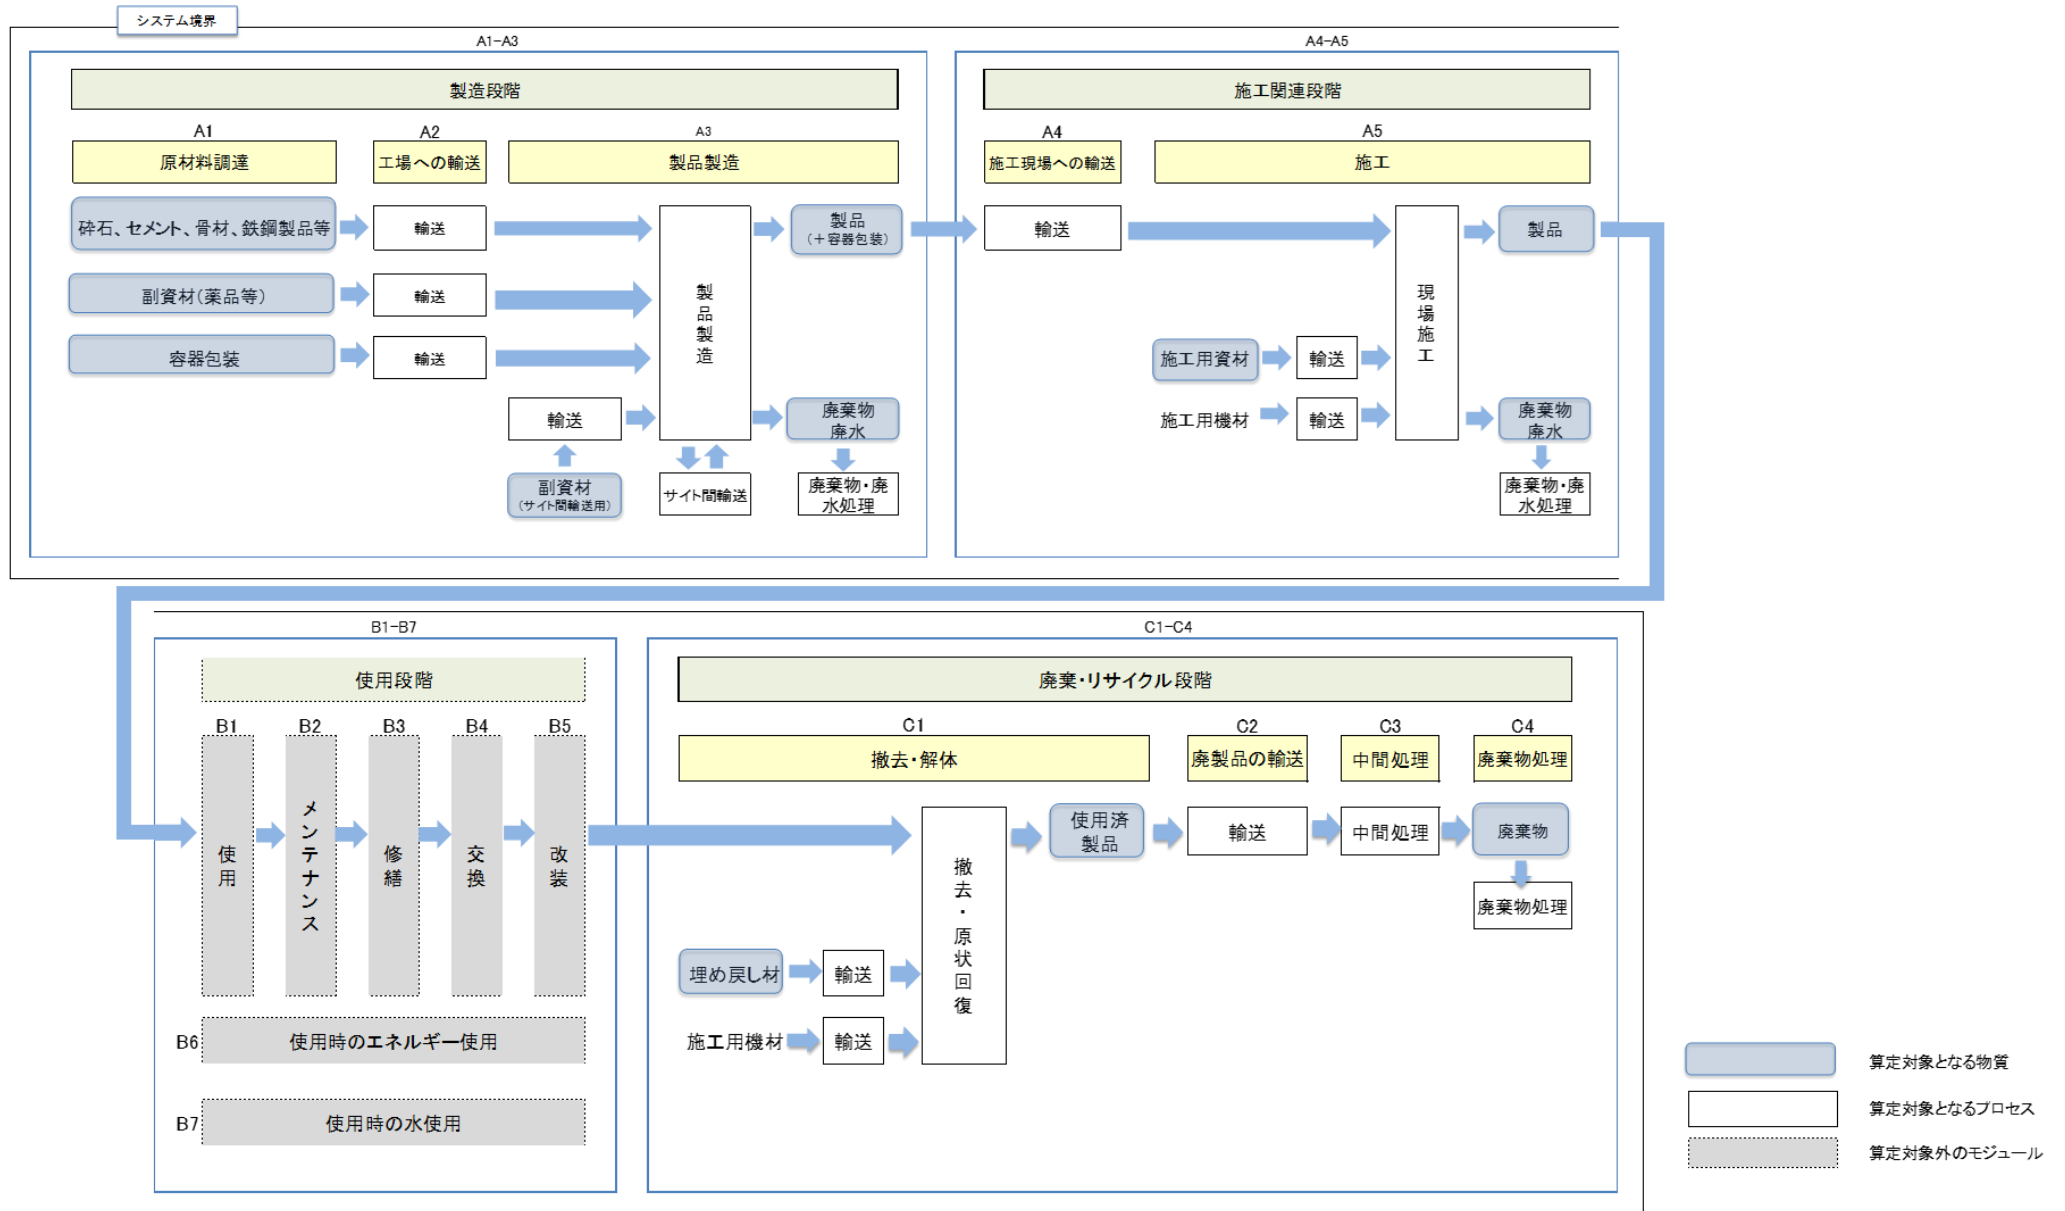 システム境界
A1-A3
製造段階
A1
原材料調達
A2
工場への輸送
A3
製品製造
砕石、セメント、骨材、鉄鋼製品等
輸送
副資材(薬品等)
輸送
容器包装
輸送
製品製造
製品
(+容器包装)
輸送
副資材
(サイト間輸送用)
サイト間輸送
廃棄物
廃水
廃棄物・廃
水処理
A4-A5
施工関連段階
A4
施工現場への輸送
A5
施工
輸送
現場施工
製品
施工用資材
輸送
施工用機材
輸送
廃棄物
廃水
廃棄物・廃
水処理
B1-B7
使用段階
B1
使用
B2
メンテナンス
B3
修繕
B4
交換
B5
改装
B6
使用時のエネルギー使用
B7
使用時の水使用
C1-C4
廃棄・リサイクル段階
C1
撤去・解体
C2
廃製品の輸送
C3
中間処理
C4
廃棄物処理
撤去・原状回復
使用済
製品
輸送
中間処理
廃棄物
廃棄物処理
埋め戻し材
輸送
施工用機材
輸送
算定対象となる物質
算定対象となるプロセス
算定対象外のモジュール